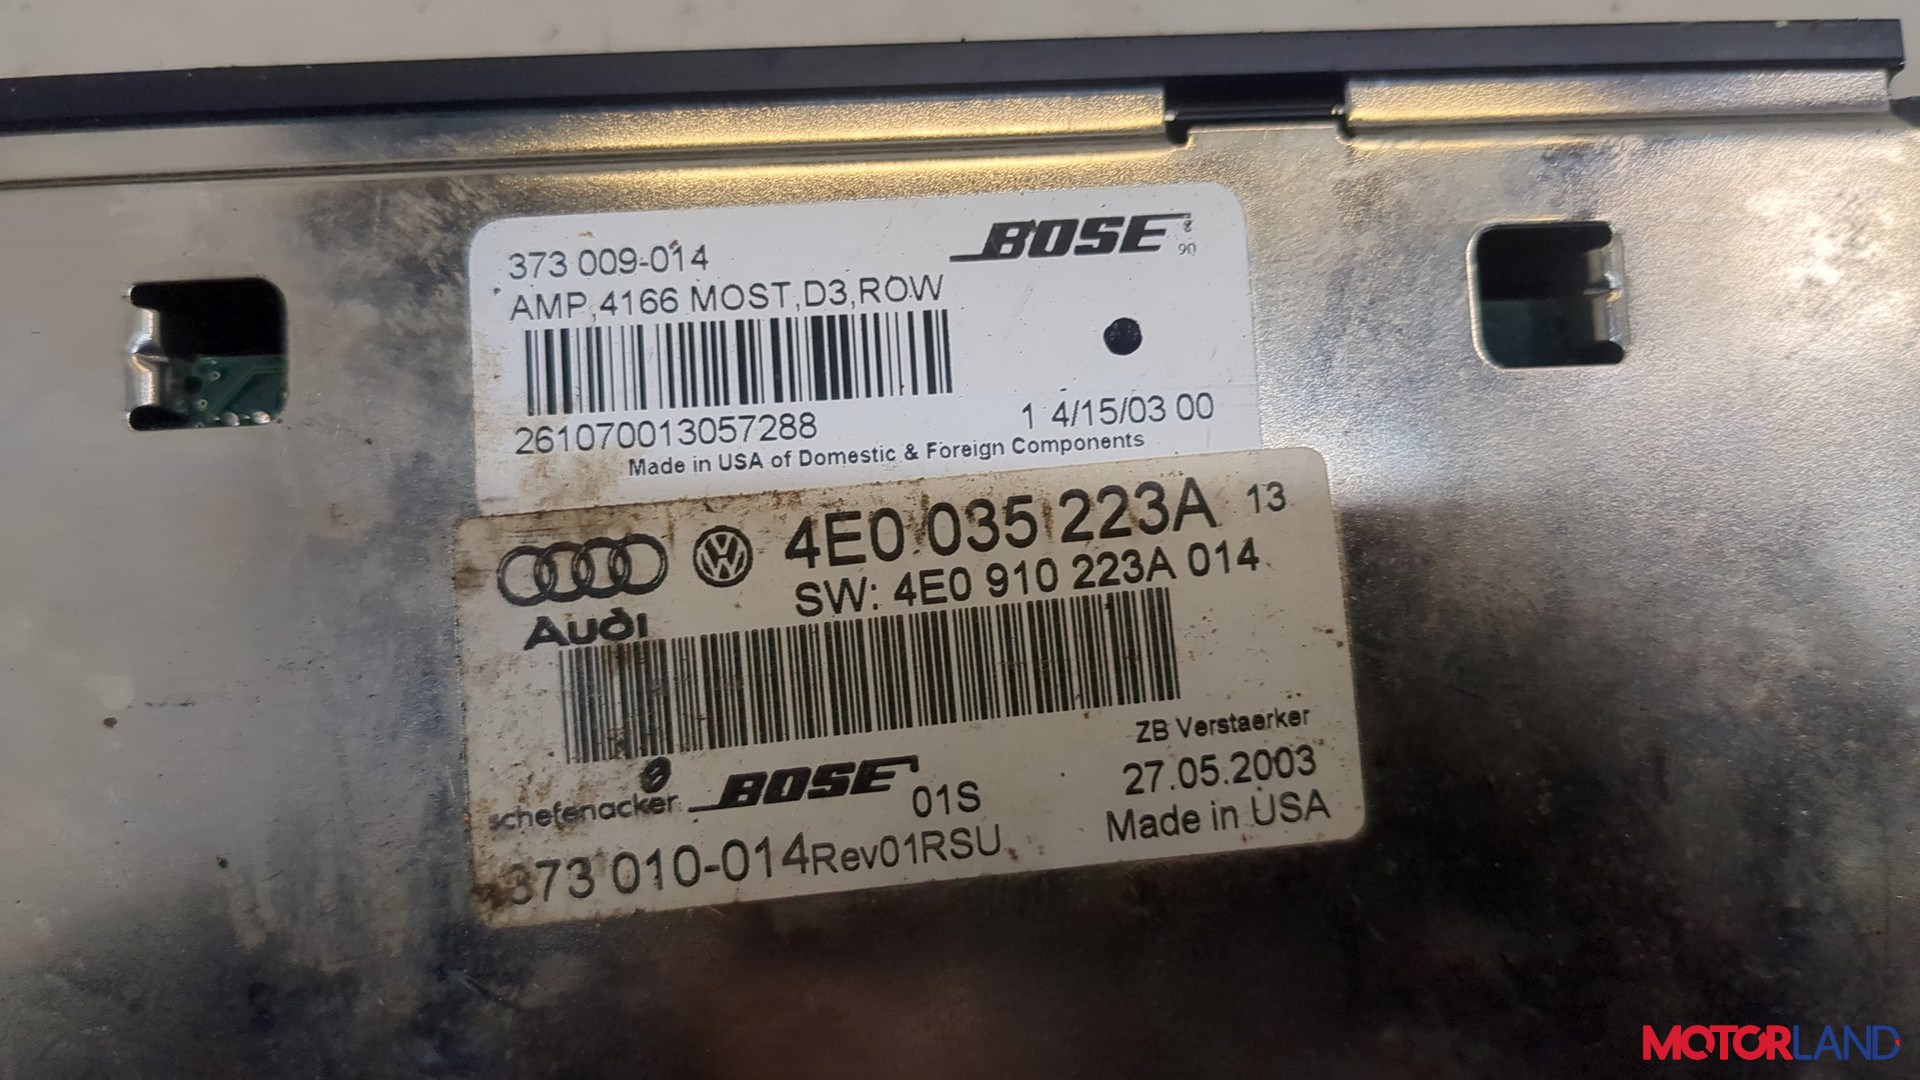 373 009-014
BOSE
90
AMP,4166 MOST,D3,ROW
261070013057288
1 4/15/03 00
Made in USA of Domestic & Foreign Components
4E0 035 223A 13
SW: 4E0 910 223A 014
Audi
ZB Verstaerker
schefenacker BOSE 01S
27.05.2003
373 010-014Rev01RSU
Made in USA
MOTORLAND